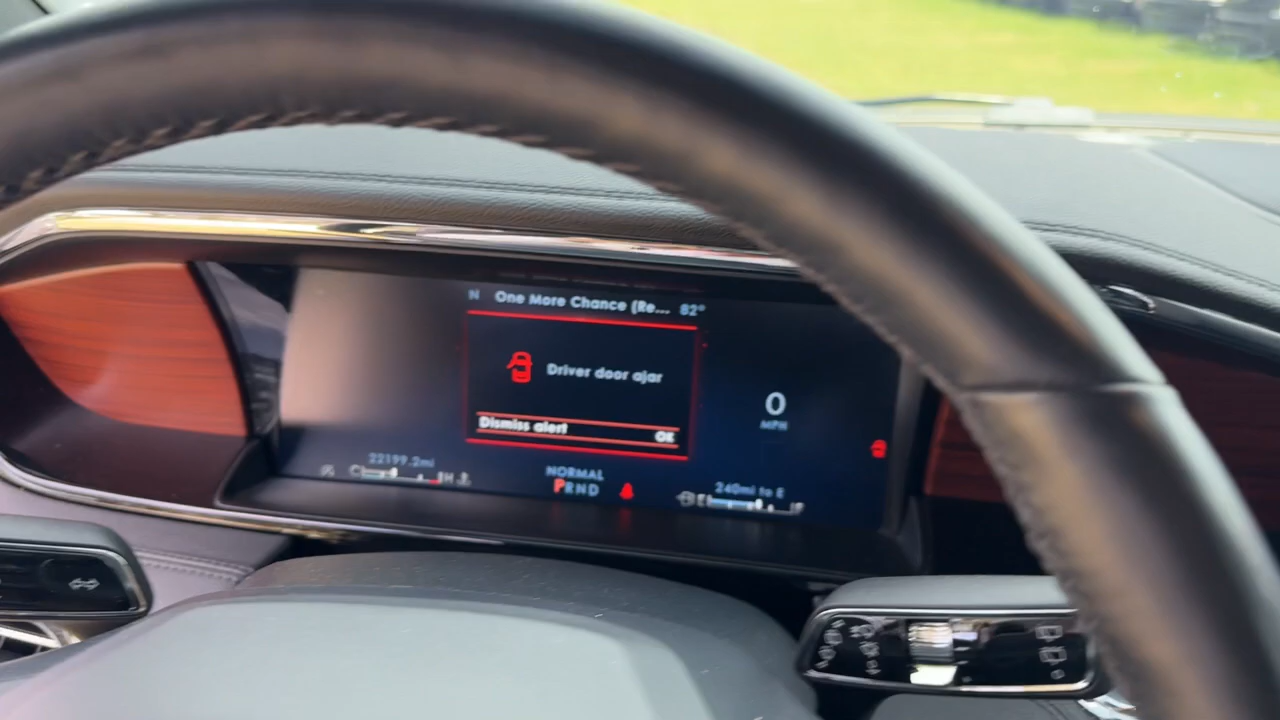 N One More Chance (Re... 82°
Driver door ajar
Dismiss alert OK
0
MPH
22199.2mi
C H
NORMAL
PRND
240mi to E
E F